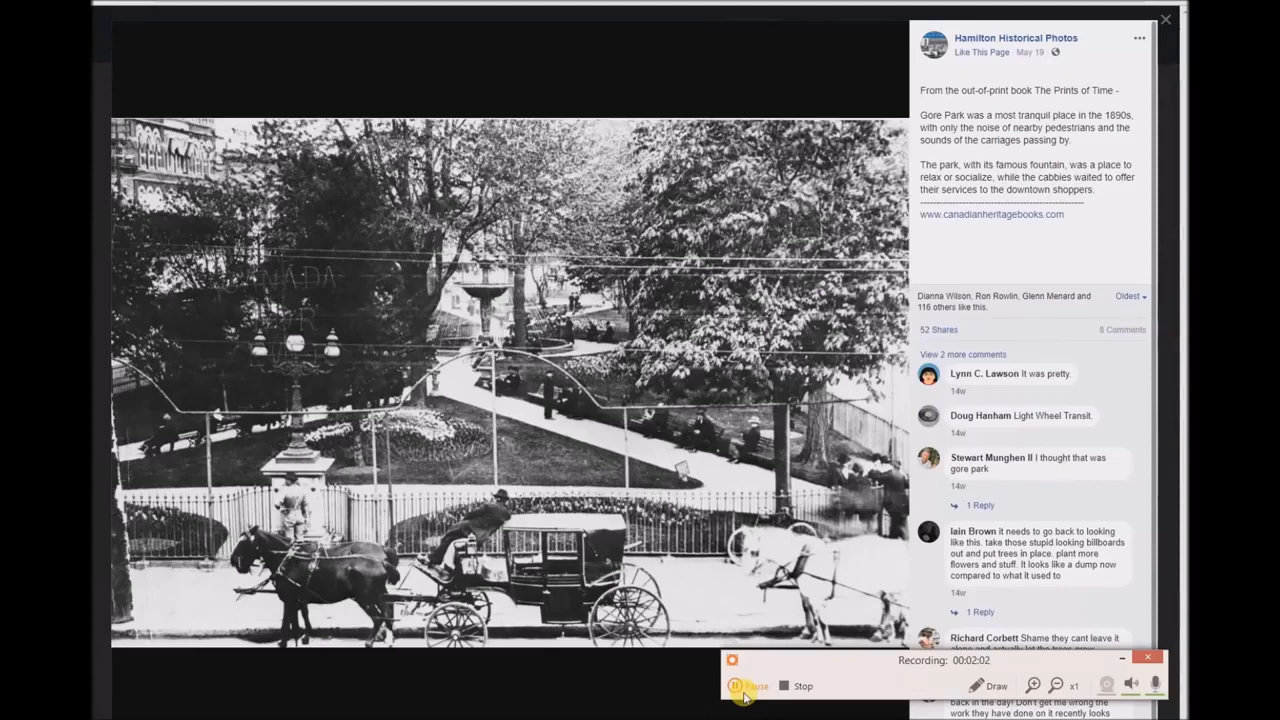 Hamilton Historical Photos
Like This Page · May 19 ·
From the out-of-print book The Prints of Time -
Gore Park was a most tranquil place in the 1890s,
with only the noise of nearby pedestrians and the
sounds of the carriages passing by.
The park, with its famous fountain, was a place to
relax or socialize, while the cabbies waited to offer
their services to the downtown shoppers.
------------------------------------------------
www.canadianheritagebooks.com
Dianna Wilson, Ron Rowlin, Glenn Menard and
116 others like this.
Oldest
52 Shares
8 Comments
View 2 more comments
Lynn C. Lawson It was pretty.
14w
Doug Hanham Light Wheel Transit.
14w
Stewart Munghen II I thought that was
gore park
14w
1 Reply
Iain Brown it needs to go back to looking
like this. take those stupid looking billboards
out and put trees in place. plant more
flowers and stuff. It looks like a dump now
compared to what it used to
14w
1 Reply
Richard Corbett Shame they cant leave it
alone and actually let the trees grow
Recording: 00:02:02
Pause
Stop
Draw
x1
back in the day! Don't get me wrong the
work they have done on it recently looks